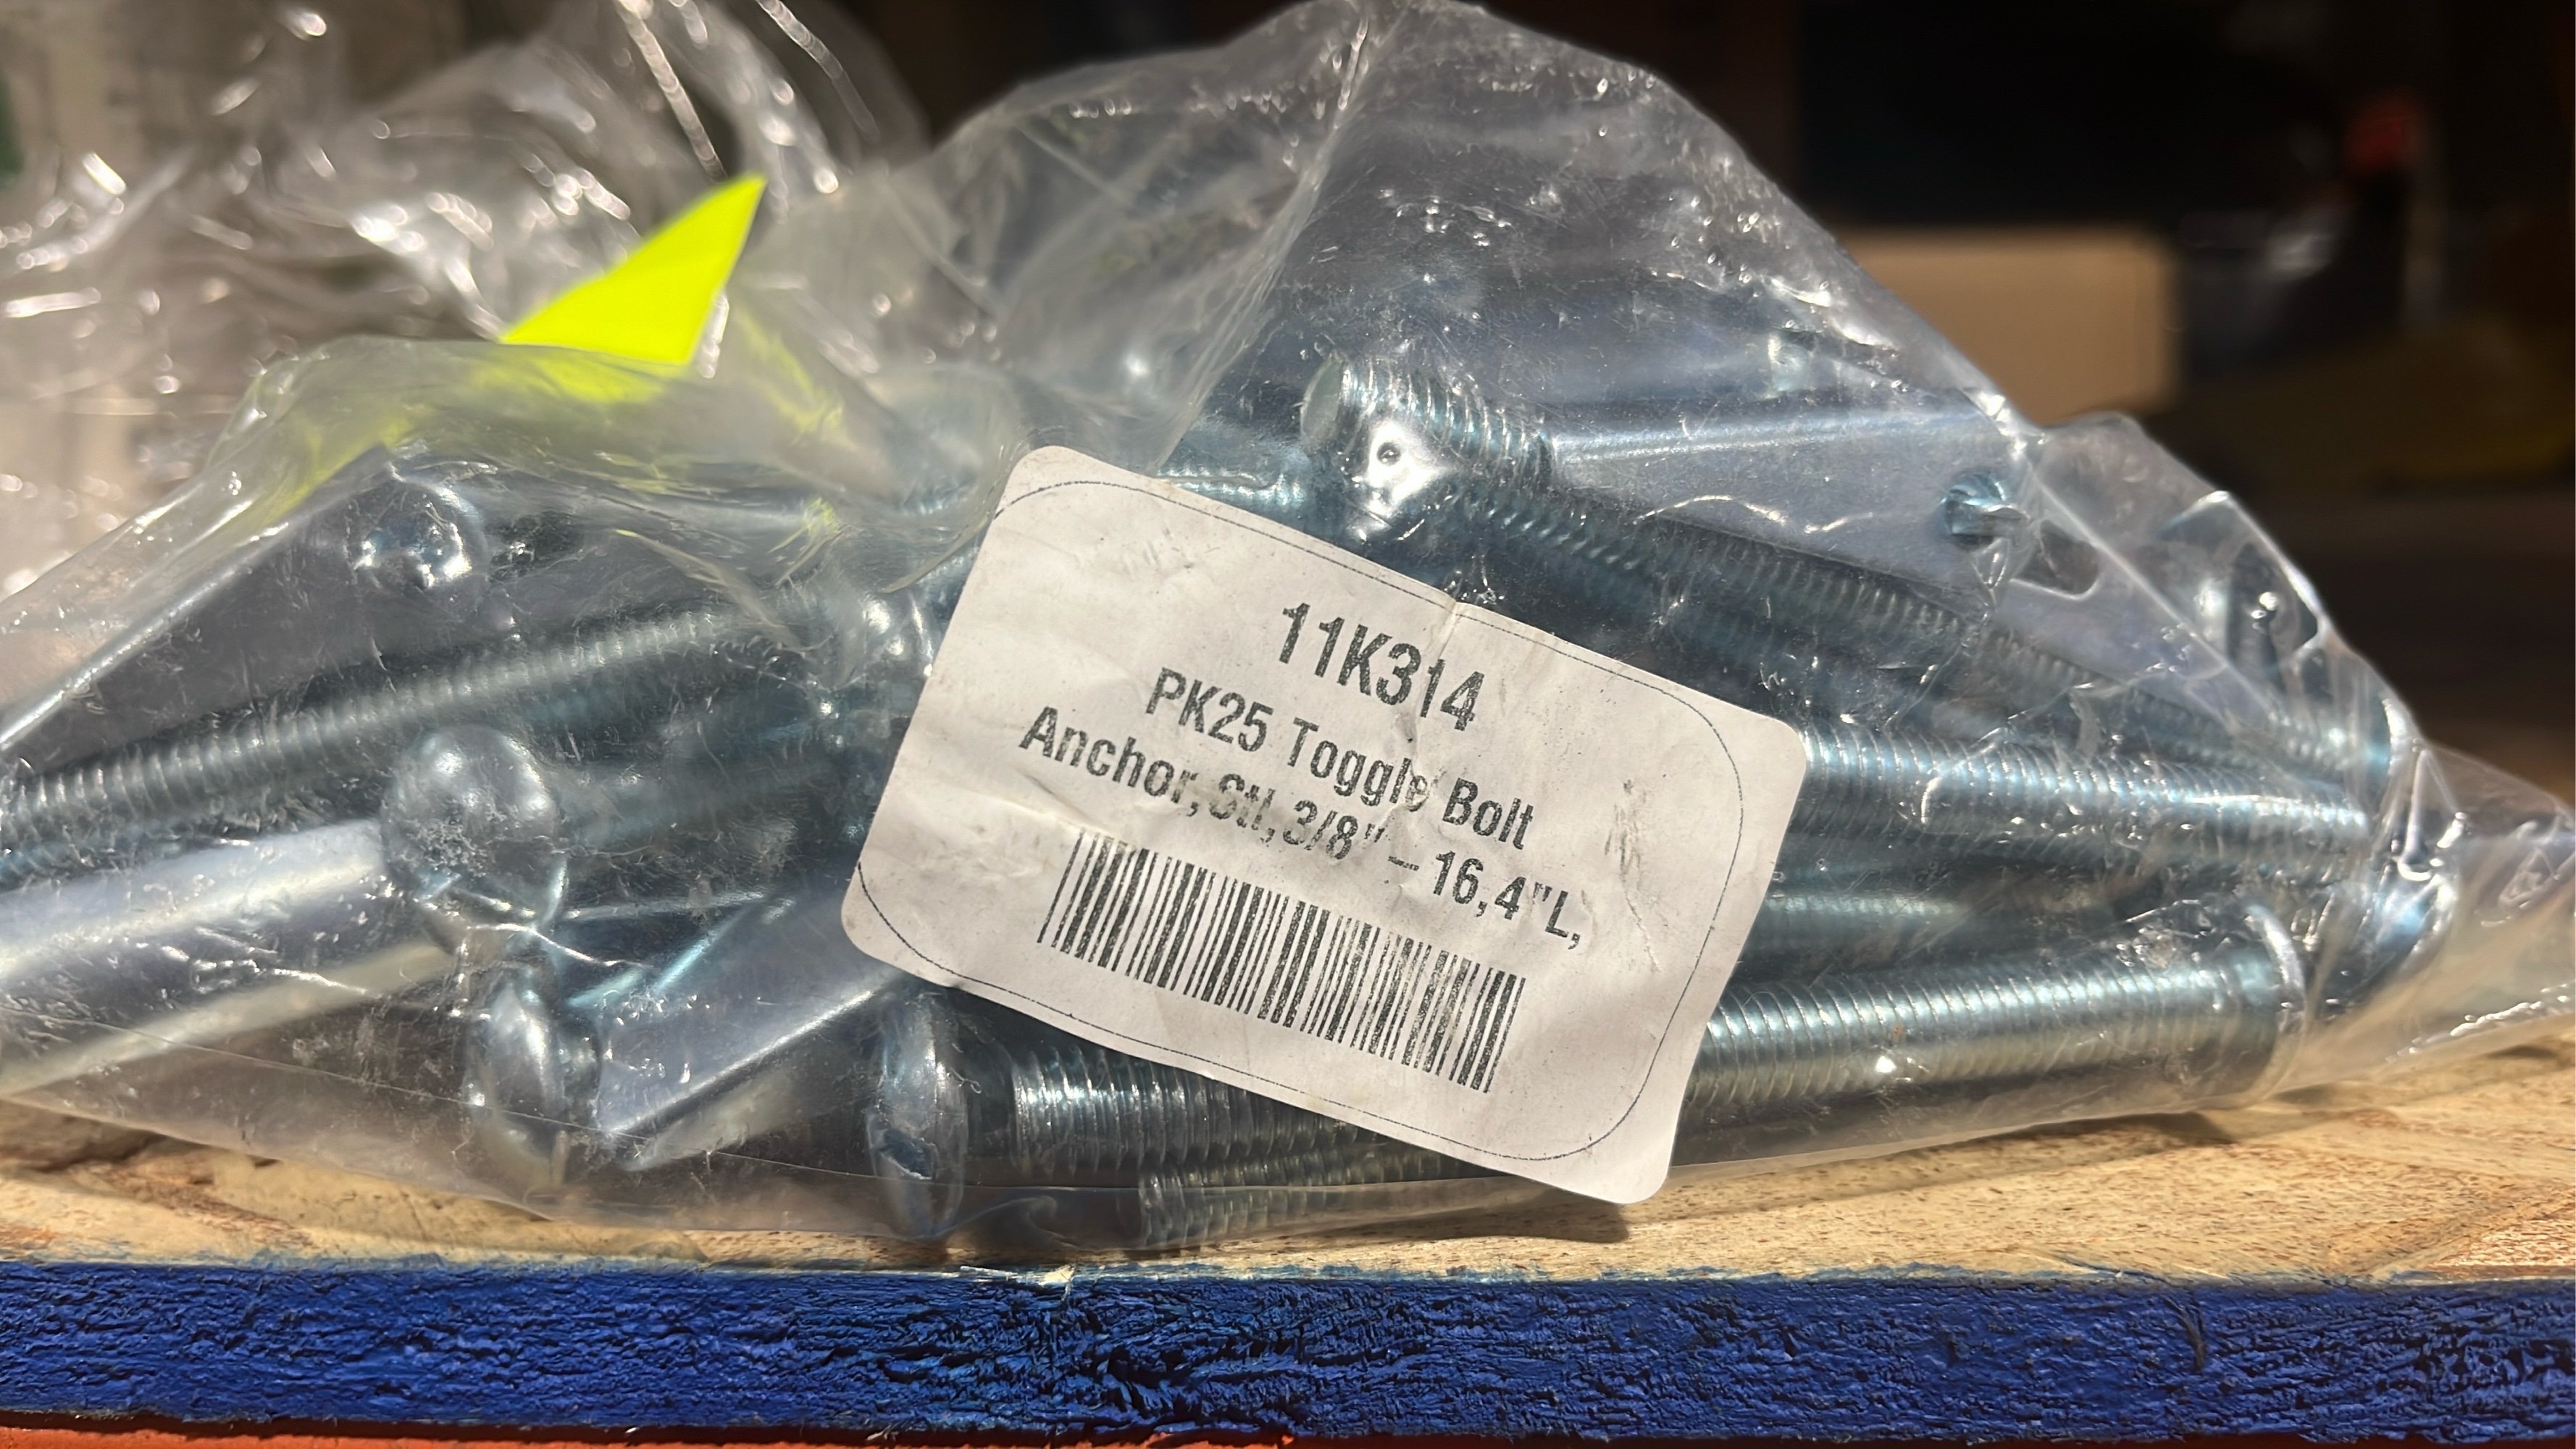 11K314
PK25 Toggle Bolt
Anchor,Stl,3/8"-16,4"L,